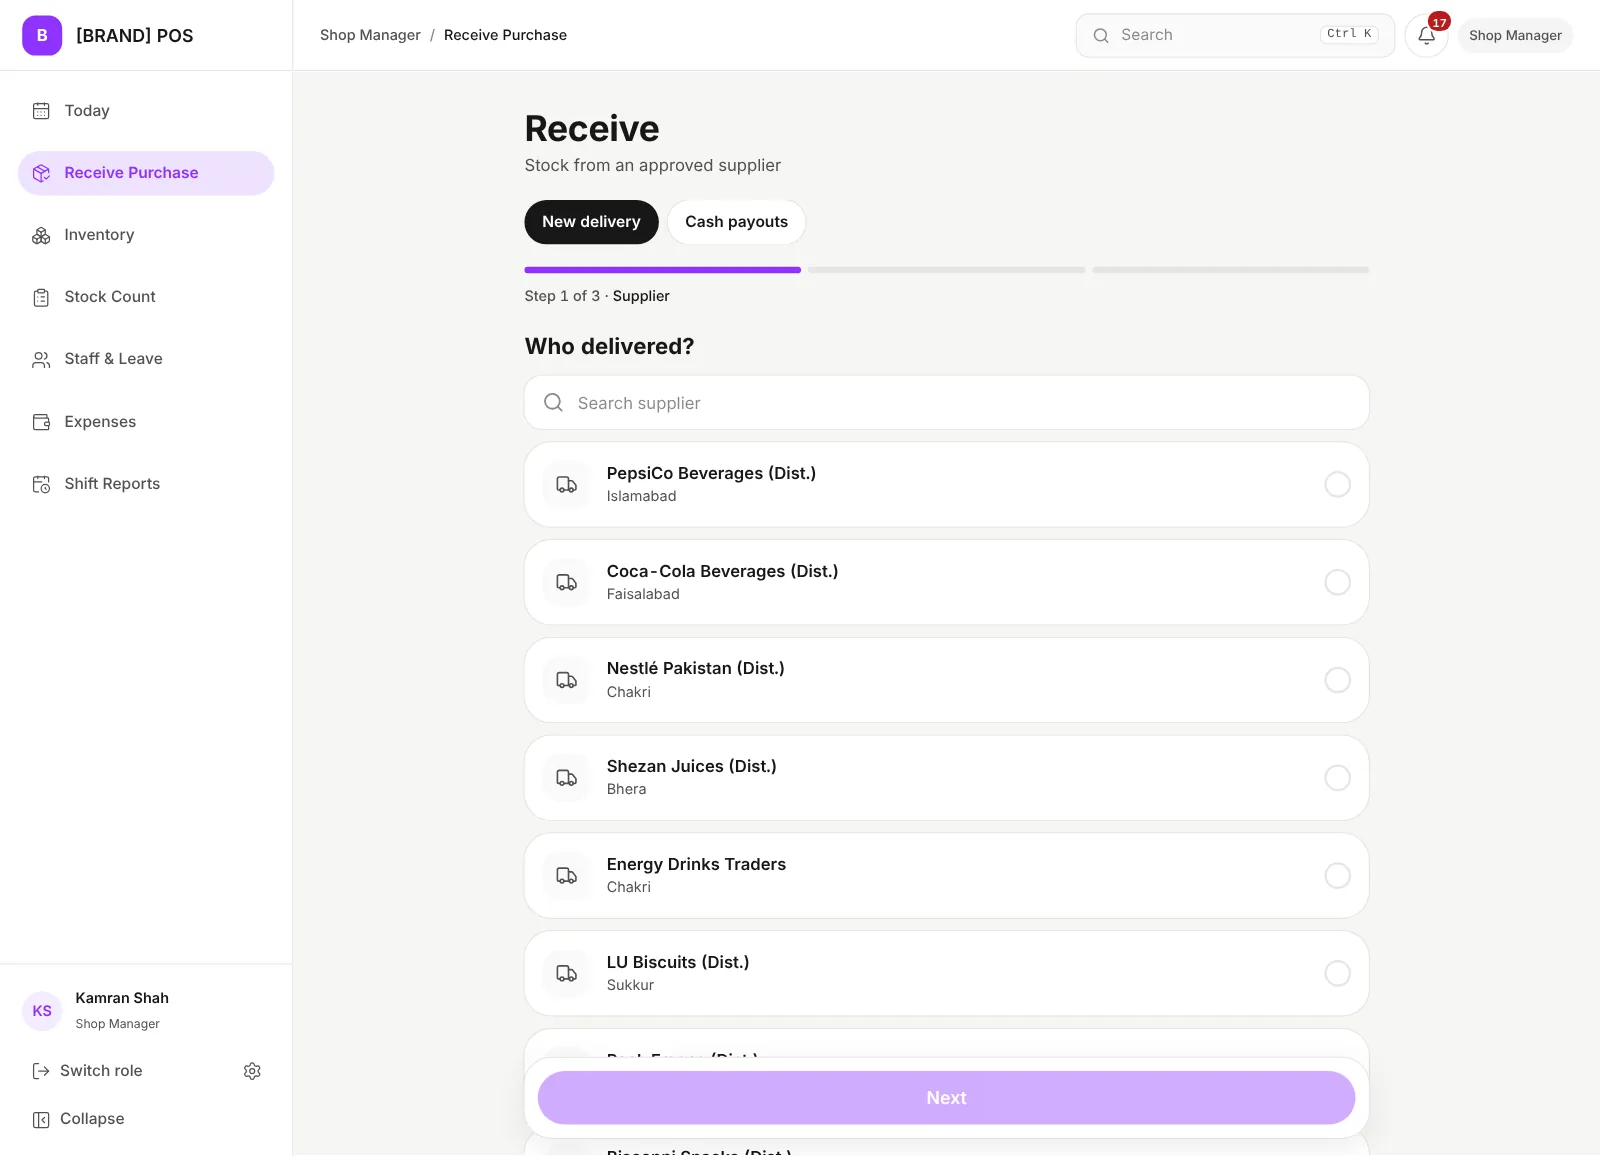 B [BRAND] POS
Shop Manager / Receive Purchase
Search Ctrl K
17
Shop Manager
Today
Receive Purchase
Inventory
Stock Count
Staff & Leave
Expenses
Shift Reports
Receive
Stock from an approved supplier
New delivery Cash payouts
Step 1 of 3 · Supplier
Who delivered?
Search supplier
PepsiCo Beverages (Dist.)
Islamabad
Coca-Cola Beverages (Dist.)
Faisalabad
Nestlé Pakistan (Dist.)
Chakri
Shezan Juices (Dist.)
Bhera
Energy Drinks Traders
Chakri
LU Biscuits (Dist.)
Sukkur
(Dist.)
Next
(Dist.)
KS Kamran Shah
Shop Manager
Switch role
Collapse